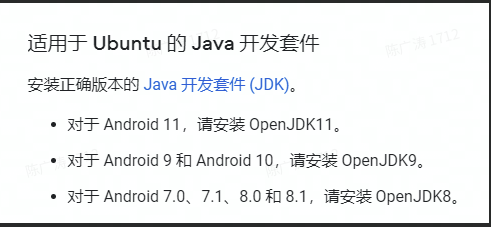 适用于 Ubuntu 的 Java 开发套件
安装正确版本的 Java 开发套件 (JDK)。
• 对于 Android 11，请安装 OpenJDK11。
• 对于 Android 9 和 Android 10，请安装 OpenJDK9。
• 对于 Android 7.0、7.1、8.0 和 8.1，请安装 OpenJDK8。